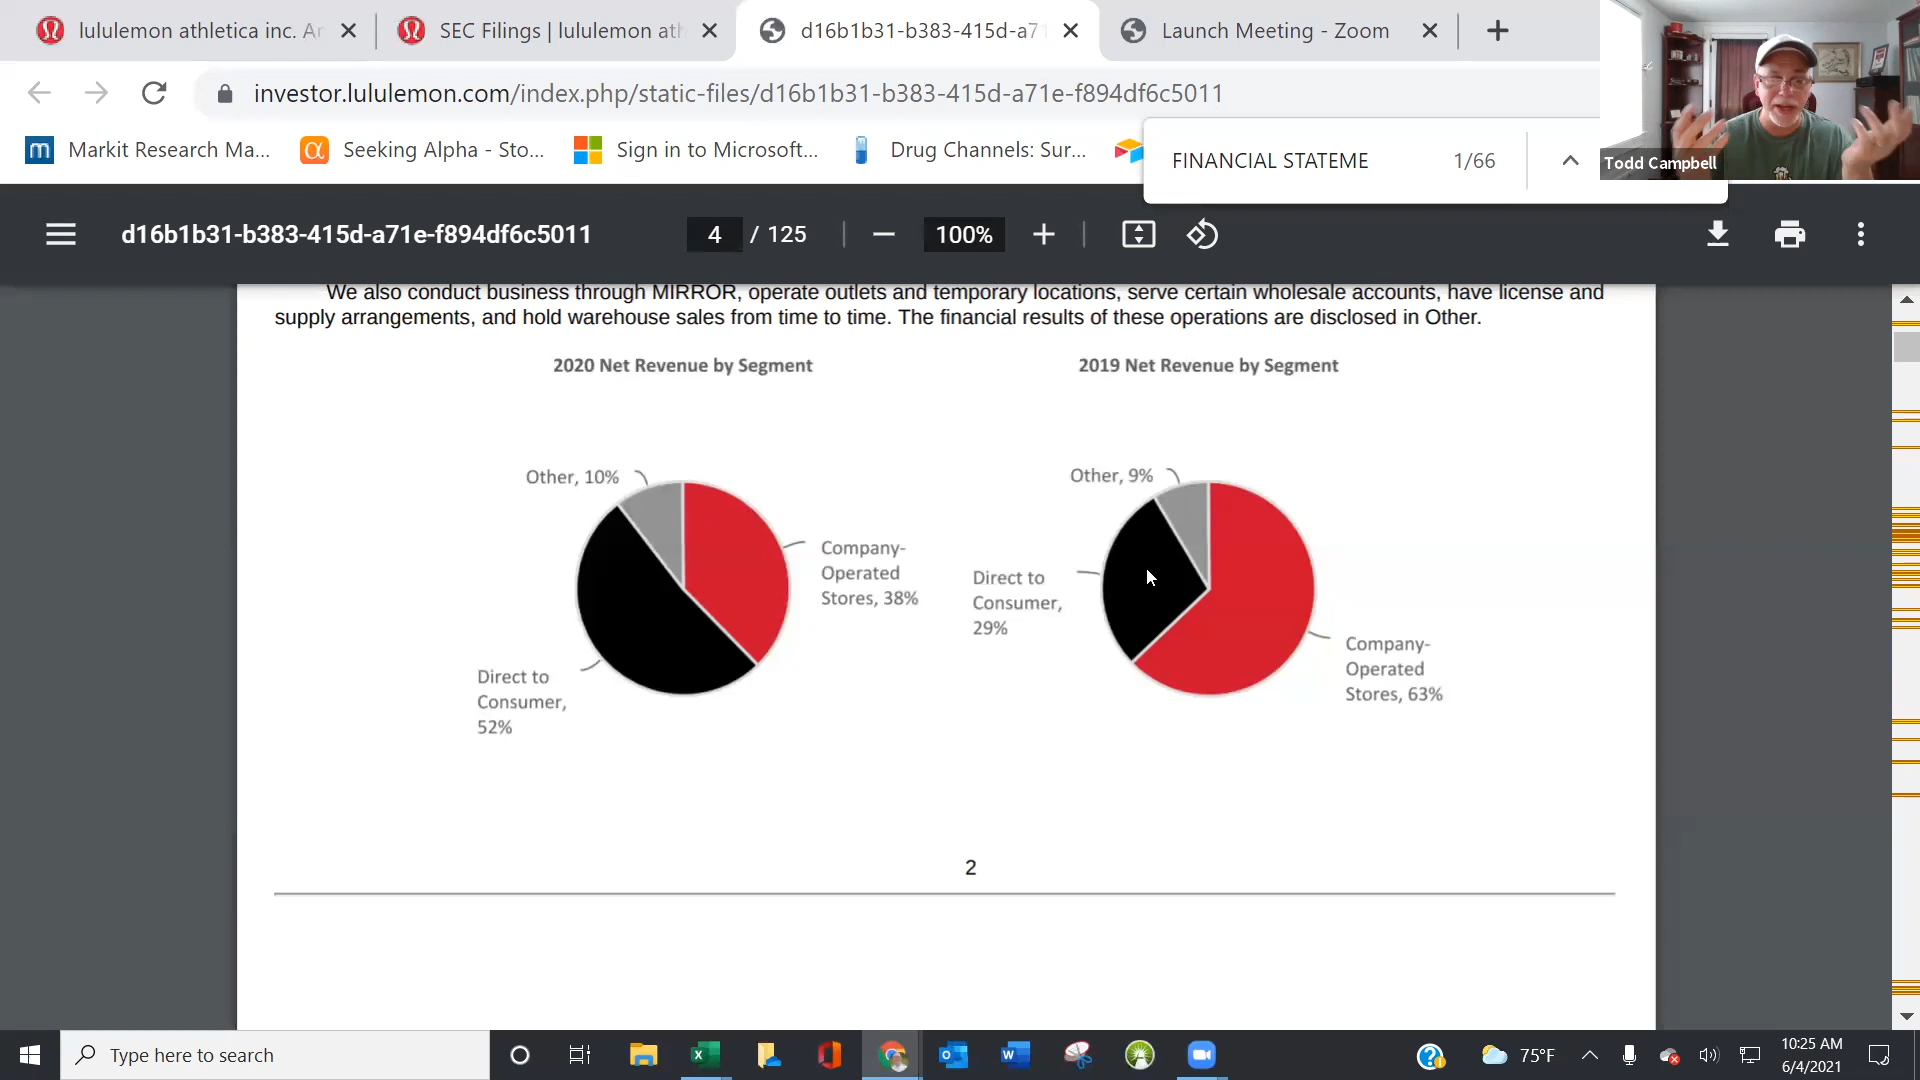 lululemon athletica inc. Ar
SEC Filings | lululemon ath
d16b1b31-b383-415d-a71
Launch Meeting - Zoom
investor.lululemon.com/index.php/static-files/d16b1b31-b383-415d-a71e-f894df6c5011
Markit Research Ma...
Seeking Alpha - Sto...
Sign in to Microsoft...
Drug Channels: Sur...
FINANCIAL STATEME
1/66
Todd Campbell
d16b1b31-b383-415d-a71e-f894df6c5011
4 / 125
100%
We also conduct business through MIRROR, operate outlets and temporary locations, serve certain wholesale accounts, have license and
supply arrangements, and hold warehouse sales from time to time. The financial results of these operations are disclosed in Other.
2020 Net Revenue by Segment
Other, 10%
Company-
Operated
Stores, 38%
Direct to
Consumer,
52%
2019 Net Revenue by Segment
Other, 9%
Direct to
Consumer,
29%
Company-
Operated
Stores, 63%
2
Type here to search
75°F
10:25 AM
6/4/2021